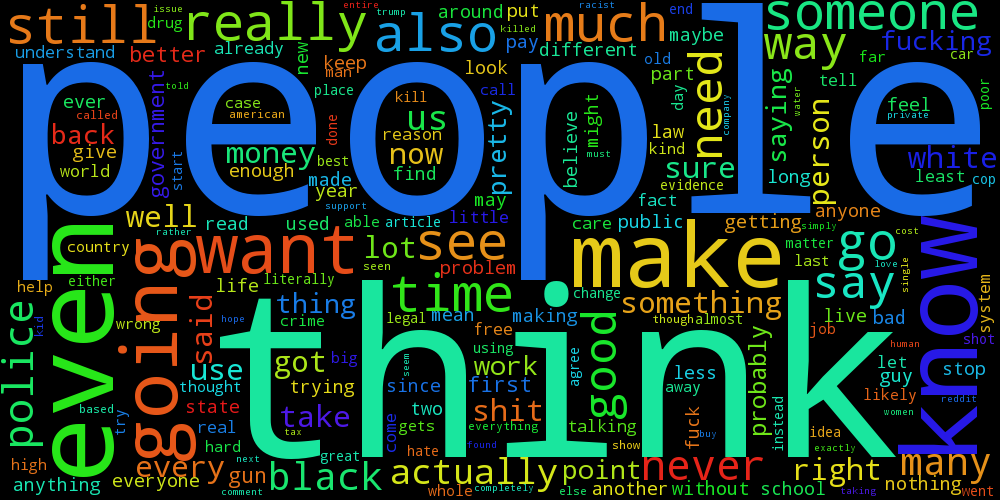 still
issue
drug
really
entire
trump
also
around
put
killed
racist
much
end
maybe
someone
way
fucking
understand
better
already
new
keep
man
look
pay
different
old
part
need
saying
far
car
people
told
government
ever
called
back
give
world
start
case
american
money
enough
place
done
best
made
year
support
kill
us
reason
now
find
call
pretty
may
believe
might
must
law
kind
day
company
sure
evidence
water
tell
person
long
feel
private
poor
white
least
cop
well
rather
read
used
able
article
little
fact
care
public
getting
simply
anyone
cost
even
country
either
help
going
want
life
literally
lot
seen
see
problem
make
matter
last
go
love
single
say
know
system
shot
police
kid
wrong
said
hope
thing
crime
time
legal
mean
making
free
using
change
something
though
almost
live
bad
job
human
think
based
try
use
thought
state
real
hard
next
got
big
trying
take
tax
great
since
come
seem
two
gets
hate
work
first
shit
everything
found
agree
good
talking
show
less
away
fuck
buy
probably
instead
idea
exactly
let
guy
likely
women
reddit
stop
high
anything
everyone
every
gun
comment
black
whole
actually
completely
point
else
another
never
without
school
right
many
nothing
went
taking